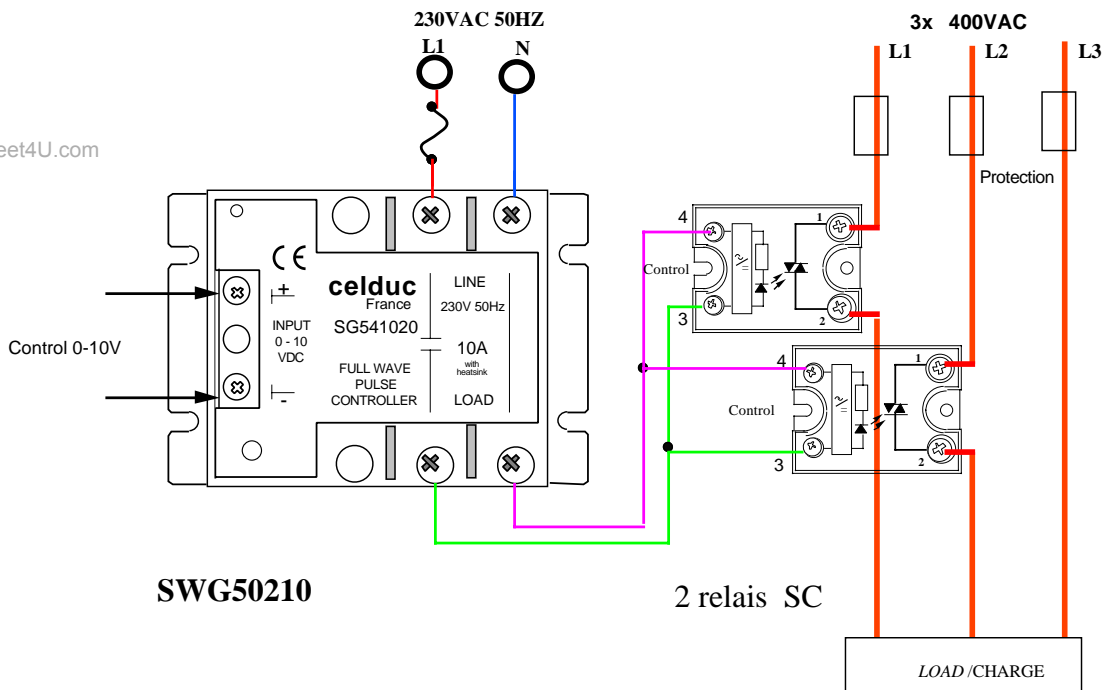 230VAC 50HZ
L1
N
3x 400VAC
L1
L2
L3
eet4U.com
Protection
celduc
France
SG541020
FULL WAVE
PULSE
CONTROLLER
LINE
230V 50Hz
10A
with
heatsink
LOAD
CE
+
INPUT
0 - 10
VDC
-
Control 0-10V
4
Control
3
1
2
4
Control
3
1
2
~/=
~/=
SWG50210
2 relais SC
LOAD /CHARGE